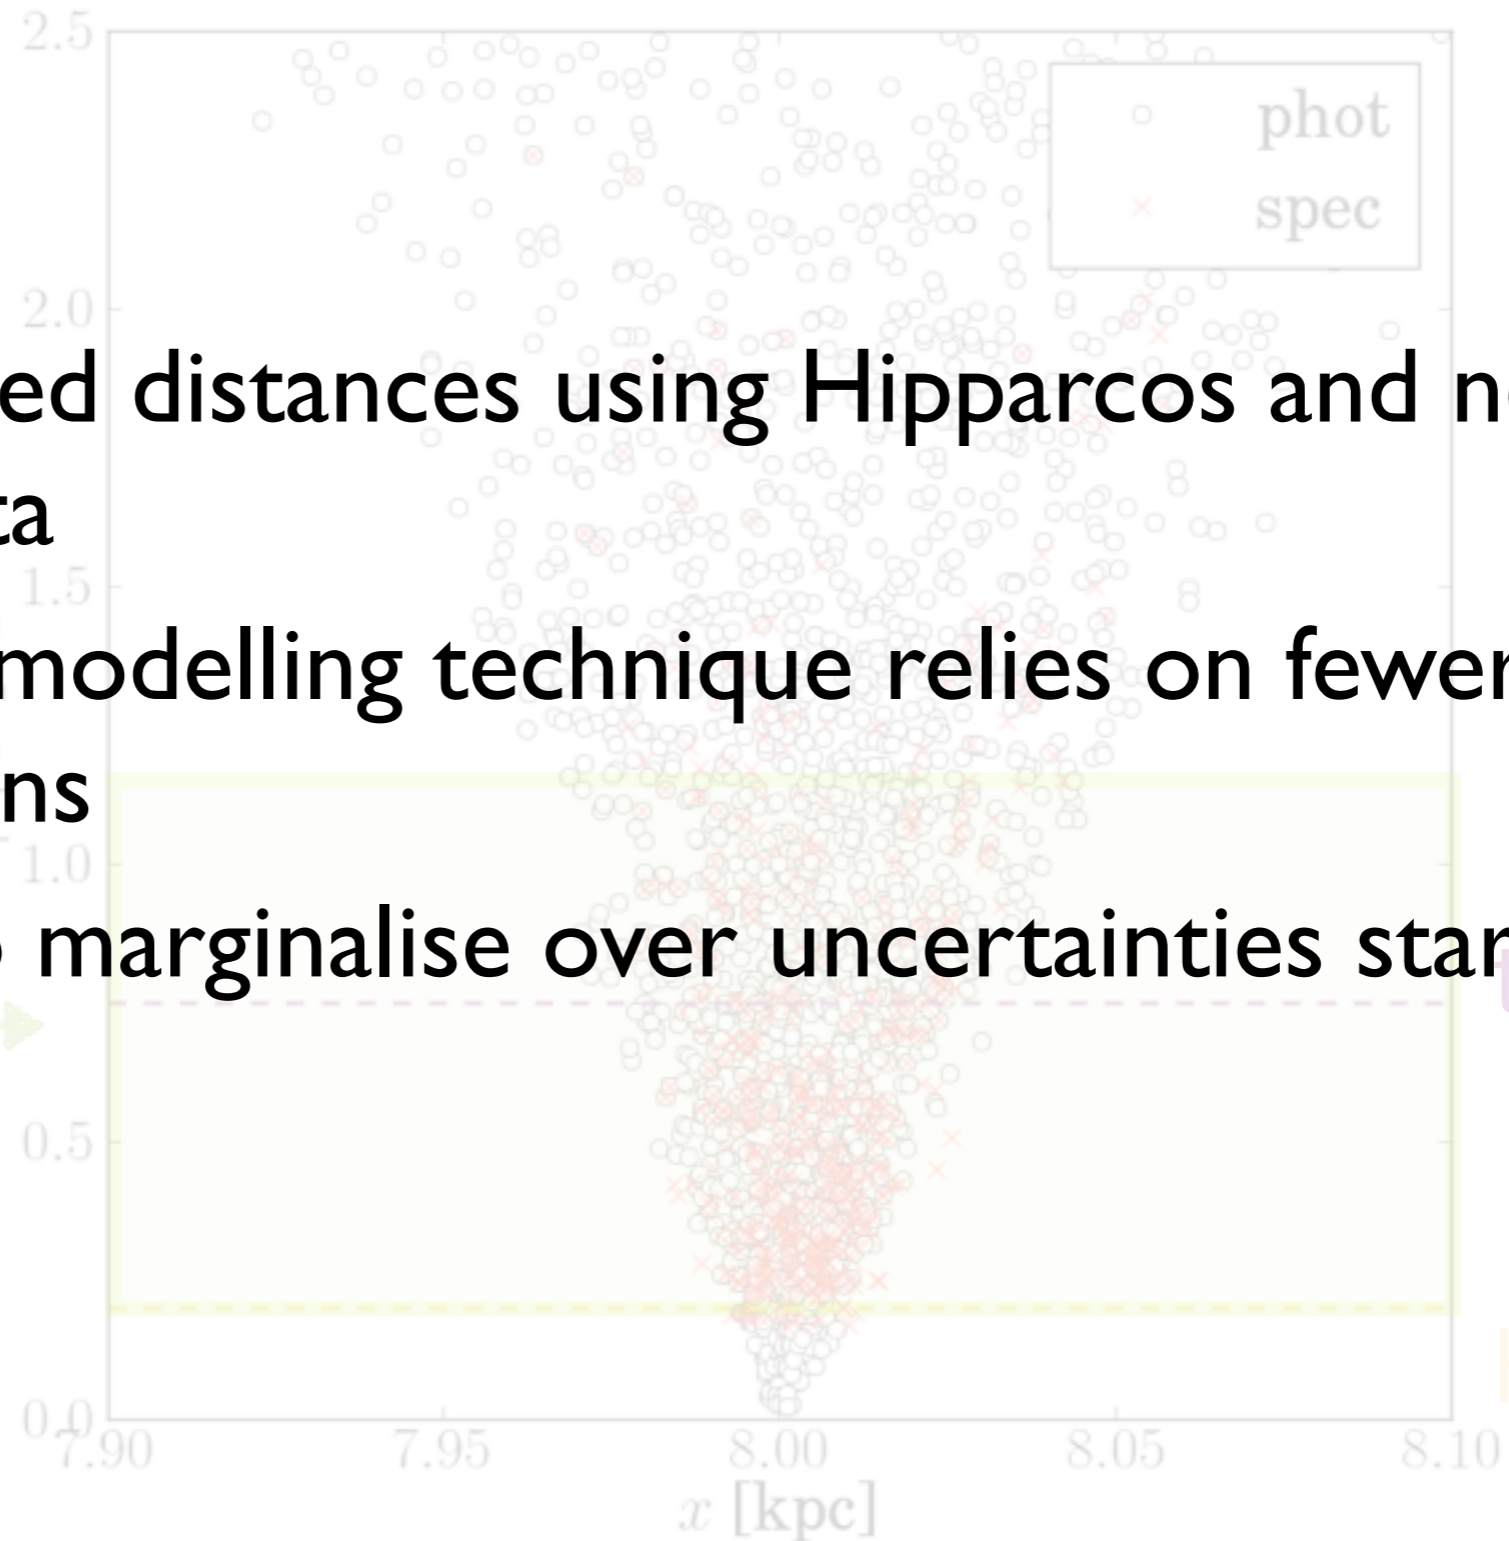 2.5
phot
spec
2.0
ed distances using Hipparcos and n
ta
1.5
modelling technique relies on fewer
ns
1.0
marginalise over uncertainties star
0.5
0.0
7.90 7.95 8.00 8.05 8.10
x [kpc]